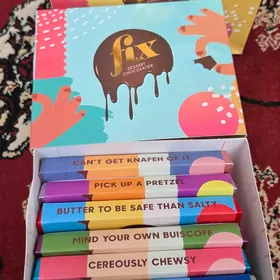 fix
DESSERT
CHOCOLATIER
CAN'T GET KNAFEH OF IT
PICK UP A PRETZEL
BUTTER TO BE SAFE THAN SALTY
MIND YOUR OWN BUISCOFF
CEREOUSLY CHEWSY